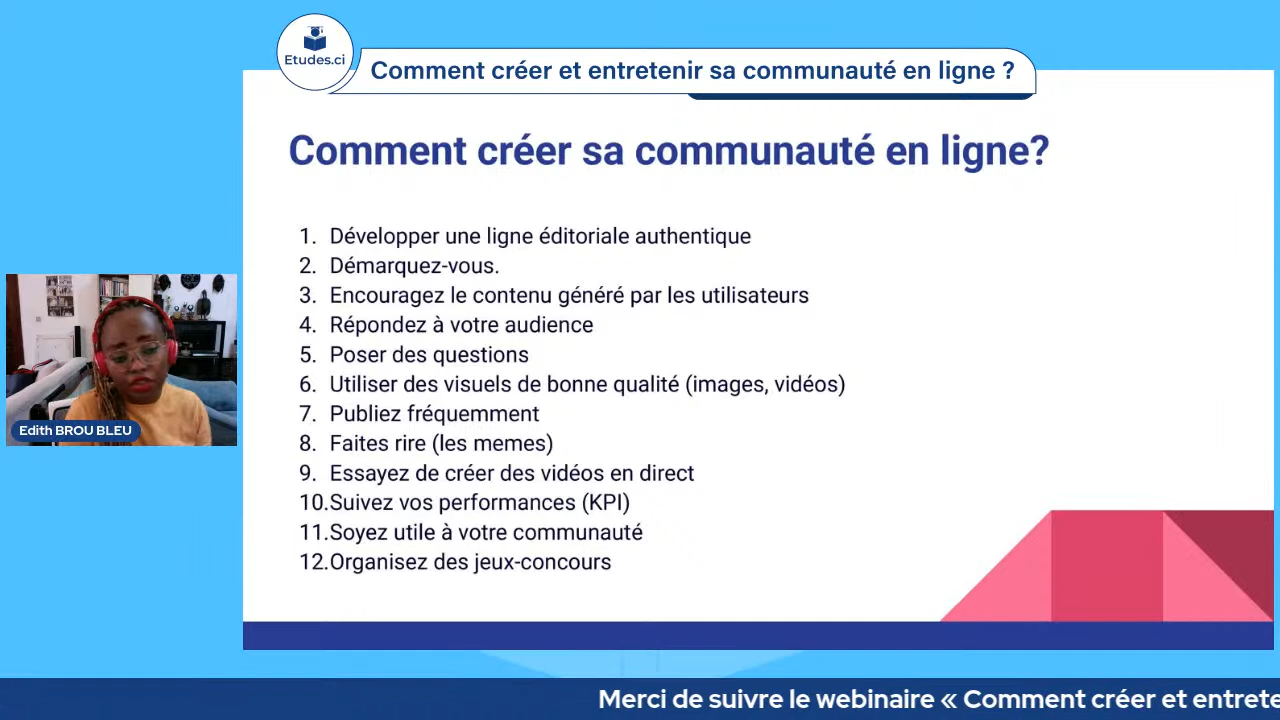 Etudes.ci
Comment créer et entretenir sa communauté en ligne ?
Comment créer sa communauté en ligne?
1. Développer une ligne éditoriale authentique
2. Démarquez-vous.
3. Encouragez le contenu généré par les utilisateurs
4. Répondez à votre audience
5. Poser des questions
6. Utiliser des visuels de bonne qualité (images, vidéos)
7. Publiez fréquemment
8. Faites rire (les memes)
9. Essayez de créer des vidéos en direct
10.Suivez vos performances (KPI)
11.Soyez utile à votre communauté
12.Organisez des jeux-concours
Edith BROU BLEU
Merci de suivre le webinaire « Comment créer et entrete